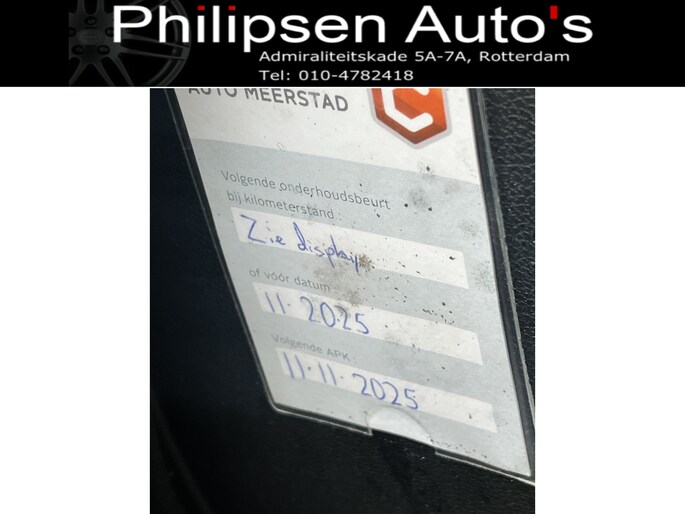 Philipsen Auto's
Admiraliteitskade 5A-7A, Rotterdam
Tel: 010-4782418
AUTO MEERSTAD
Volgende onderhoudsbeurt
bij kilometerstand
Zie display
of vóór datum
11. 2025
Volgende APK
11.11.2025